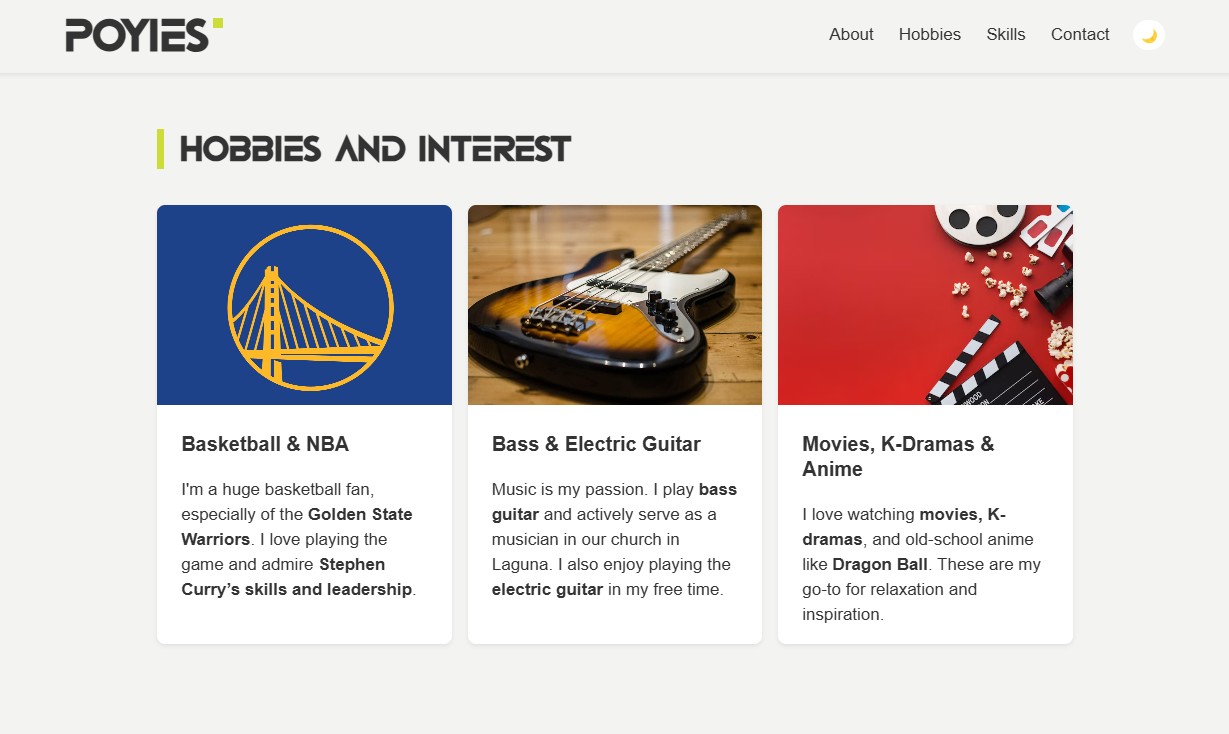 POYIES
About Hobbies Skills Contact
HOBBIES AND INTEREST
WOOD
ON
AKE
Basketball & NBA
I'm a huge basketball fan,
especially of the Golden State
Warriors. I love playing the
game and admire Stephen
Curry’s skills and leadership.
Bass & Electric Guitar
Music is my passion. I play bass
guitar and actively serve as a
musician in our church in
Laguna. I also enjoy playing the
electric guitar in my free time.
Movies, K-Dramas &
Anime
I love watching movies, K-
dramas, and old-school anime
like Dragon Ball. These are my
go-to for relaxation and
inspiration.